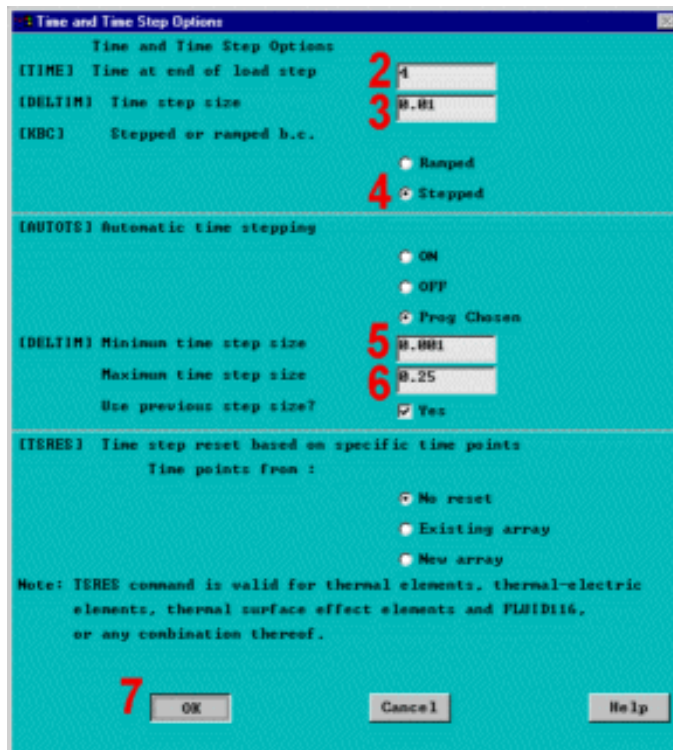 Time and Time Step Options
Time and Time Step Options
[TIME] Time at end of load step 2 4
[DELTIM] Time step size 3 0.01
[KBC] Stepped or ramped b.c.
Ramped
4 Stepped
[AUTOTS] Automatic time stepping
ON
OFF
Prog Chosen
[DELTIM] Minimum time step size 5 0.001
Maximum time step size 6 0.25
Use previous step size? Yes
[TSRES] Time step reset based on specific time points
Time points from :
No reset
Existing array
New array
Note: TSRES command is valid for thermal elements, thermal-electric
elements, thermal surface effect elements and FLUID116,
or any combination thereof.
7 OK Cancel Help